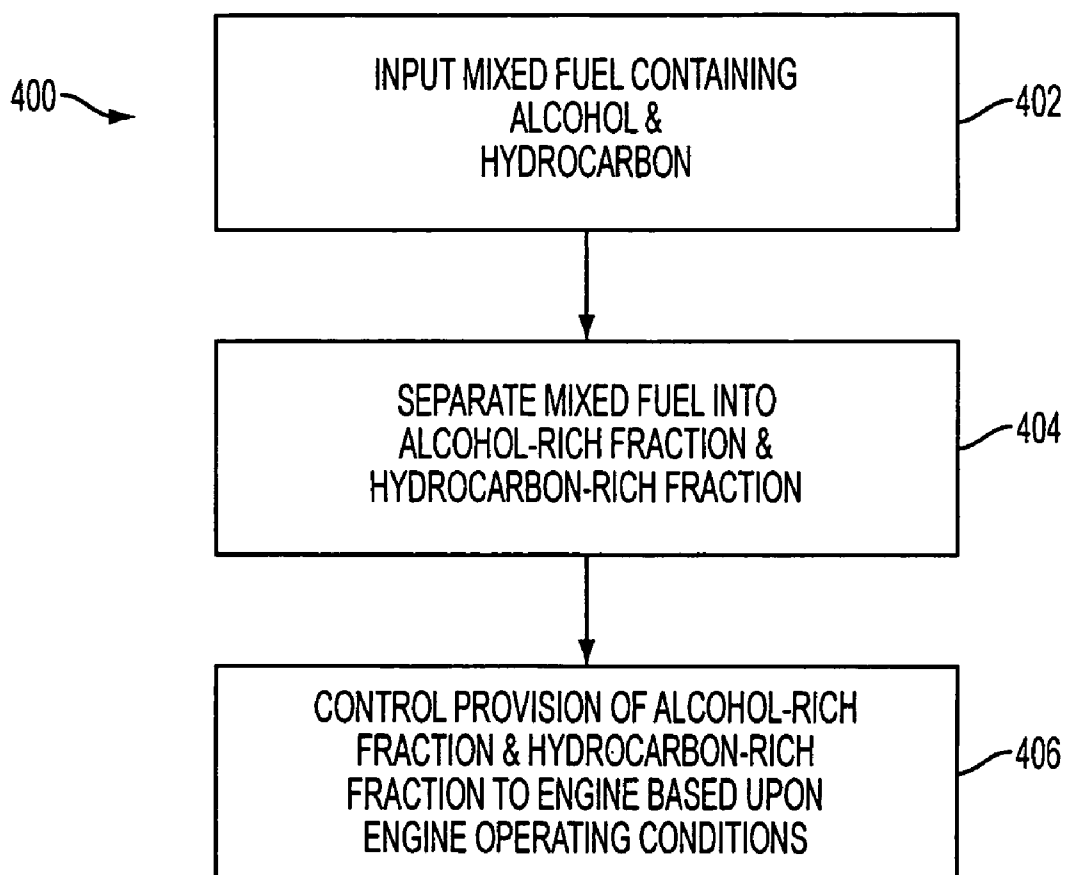 400
INPUT MIXED FUEL CONTAINING
ALCOHOL &
HYDROCARBON
402
SEPARATE MIXED FUEL INTO
ALCOHOL-RICH FRACTION &
HYDROCARBON-RICH FRACTION
404
CONTROL PROVISION OF ALCOHOL-RICH
FRACTION & HYDROCARBON-RICH
FRACTION TO ENGINE BASED UPON
ENGINE OPERATING CONDITIONS
406